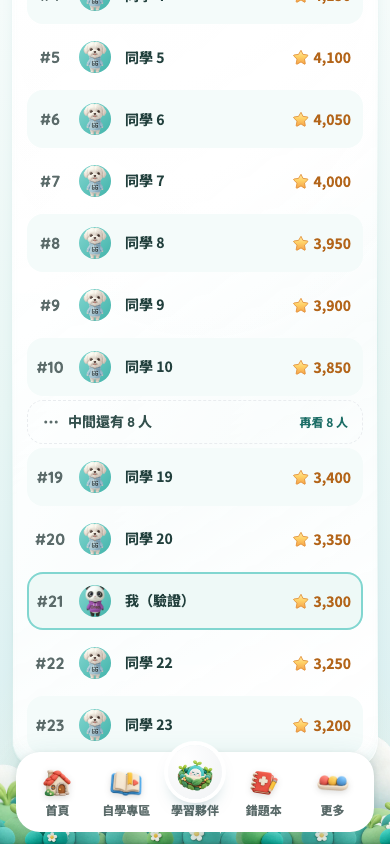 #5 同學 5 4,100
#6 同學 6 4,050
#7 同學 7 4,000
#8 同學 8 3,950
#9 同學 9 3,900
#10 同學 10 3,850
··· 中間還有 8 人 再看 8 人
#19 同學 19 3,400
#20 同學 20 3,350
#21 我（驗證） 3,300
#22 同學 22 3,250
#23 同學 23 3,200
首頁 自學專區 學習夥伴 錯題本 更多